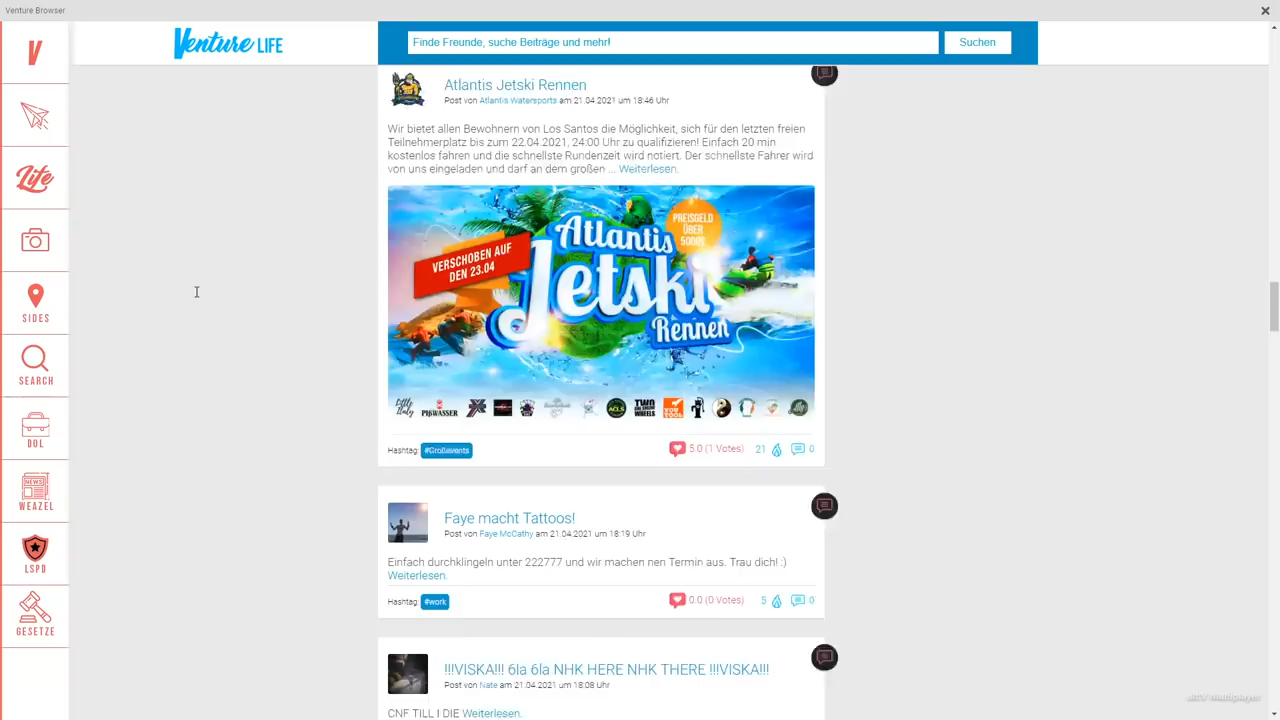 Venture Browser
Venture LIFE
Finde Freunde, suche Beiträge und mehr!
Suchen
V
Life
SIDES
SEARCH
DOL
NEWS
WEAZEL
LSPD
GESETZE
Atlantis Jetski Rennen
Post von Atlantis Watersports am 21.04.2021 um 18:46 Uhr
Wir bietet allen Bewohnern von Los Santos die Möglichkeit, sich für den letzten freien
Teilnehmerplatz bis zum 22.04.2021, 24:00 Uhr zu qualifizieren! Einfach 20 min
kostenlos fahren und die schnellste Rundenzeit wird notiert. Der schnellste Fahrer wird
von uns eingeladen und darf an dem großen ... Weiterlesen.
PREISGELD
ÜBER
VERSCHOBEN AUF
DEN 23.04
Atlantis
Jetski
Rennen
Little Italy
PIßWASSER
ACLS
YOU TOOL
Hashtag: #Großevents
5.0 (1 Votes) 21 0
Faye macht Tattoos!
Post von Faye McCathy am 21.04.2021 um 18:19 Uhr
Einfach durchklingeln unter 222777 und wir machen nen Termin aus. Trau dich! :)
Weiterlesen.
Hashtag: #work
0.0 (0 Votes) 5 0
!!!VISKA!!! 6la 6la NHK HERE NHK THERE !!!VISKA!!!
Post von Nate am 21.04.2021 um 18:08 Uhr
CNF TILL I DIE Weiterlesen.
alt:V Multiplayer